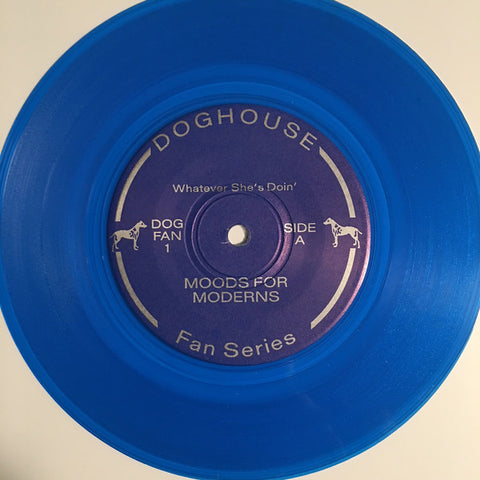 DOGHOUSE
Whatever She's Doin'
DOG
FAN
1
SIDE
A
MOODS FOR
MODERNS
Fan Series